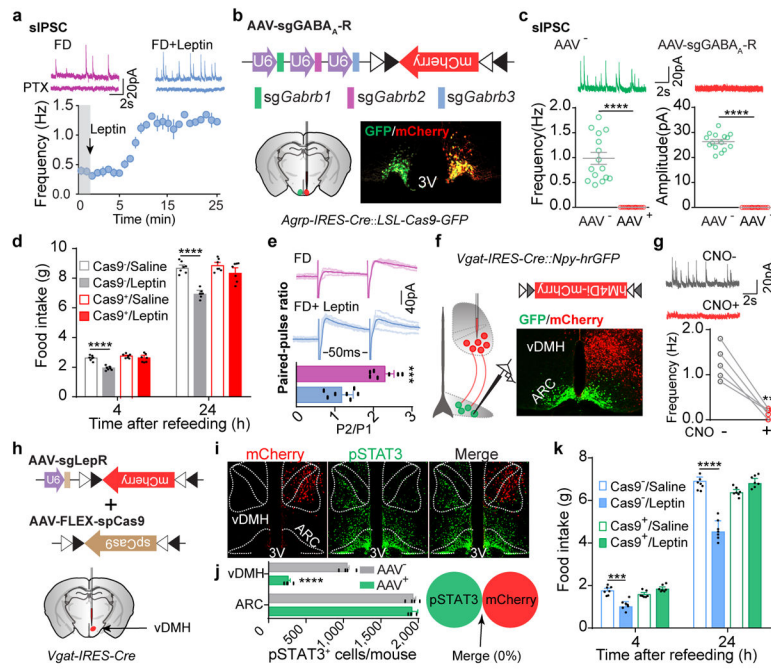 a
sIPSC
FD
FD+Leptin
PTX
20pA
2s
Frequency (Hz)
1.5
1.0
0.5
0.0
Leptin
0
5
5
10
15
20
25
Time (min)
b
AAV-sgGABA_A-R
U6
U6
U6
mCherry
sgGabrb1
sgGabrb2
sgGabrb3
GFP/mCherry
3V
Agrp-IRES-Cre::LSL-Cas9-GFP
c
sIPSC
AAV⁻
AAV-sgGABA_A-R
20pA
2s
2s
20pA
Frequency(Hz)
2.0
1.5
1.0
0.5
0.0
****
AAV⁻ AAV⁺
Amplitude(pA)
40
30
20
10
0
****
AAV⁻ AAV
d
Food intake (g)
10
8
6
4
2
0
Cas9⁻/Saline
Cas9⁻/Leptin
Cas9⁺/Saline
Cas9⁺/Leptin
****
****
4
24
Time after refeeding (h)
e
Paired-pulse ratio
FD
FD+ Leptin
40pA
50ms
***
0 1 2 3
P2/P1
f
Vgat-IRES-Cre::Npy-hrGFP
hM4Di-mCherry
GFP/mCherry
vDMH
ARC
g
CNO-
CNO+
20pA
2s
Frequency (Hz)
2.0
1.2
0.8
0.4
0.0
**
CNO - +
h
AAV-sgLepR
U6
mCherry
+
AAV-FLEX-spCas9
spCas9
vDMH
Vgat-IRES-Cre
i
mCherry
pSTAT3
Merge
vDMH
ARC
3V
3V
3V
j
vDMH
ARC
****
AAV⁻
AAV⁺
0
500
1,000
1,500
2,000
pSTAT3⁺ cells/mouse
pSTAT3
mCherry
Merge (0%)
k
Food intake (g)
8
6
4
2
0
Cas9⁻/Saline
Cas9⁻/Leptin
Cas9⁺/Saline
Cas9⁺/Leptin
***
****
4
24
Time after refeeding (h)